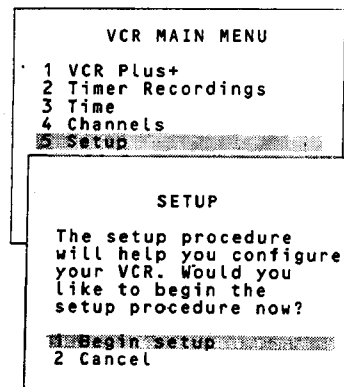 VCR MAIN MENU
1 VCR Plus+
2 Timer Recordings
3 Time
4 Channels
5 Setup
SETUP
The setup procedure
will help you configure
your VCR. Would you
like to begin the
setup procedure now?
1 Begin setup
2 Cancel